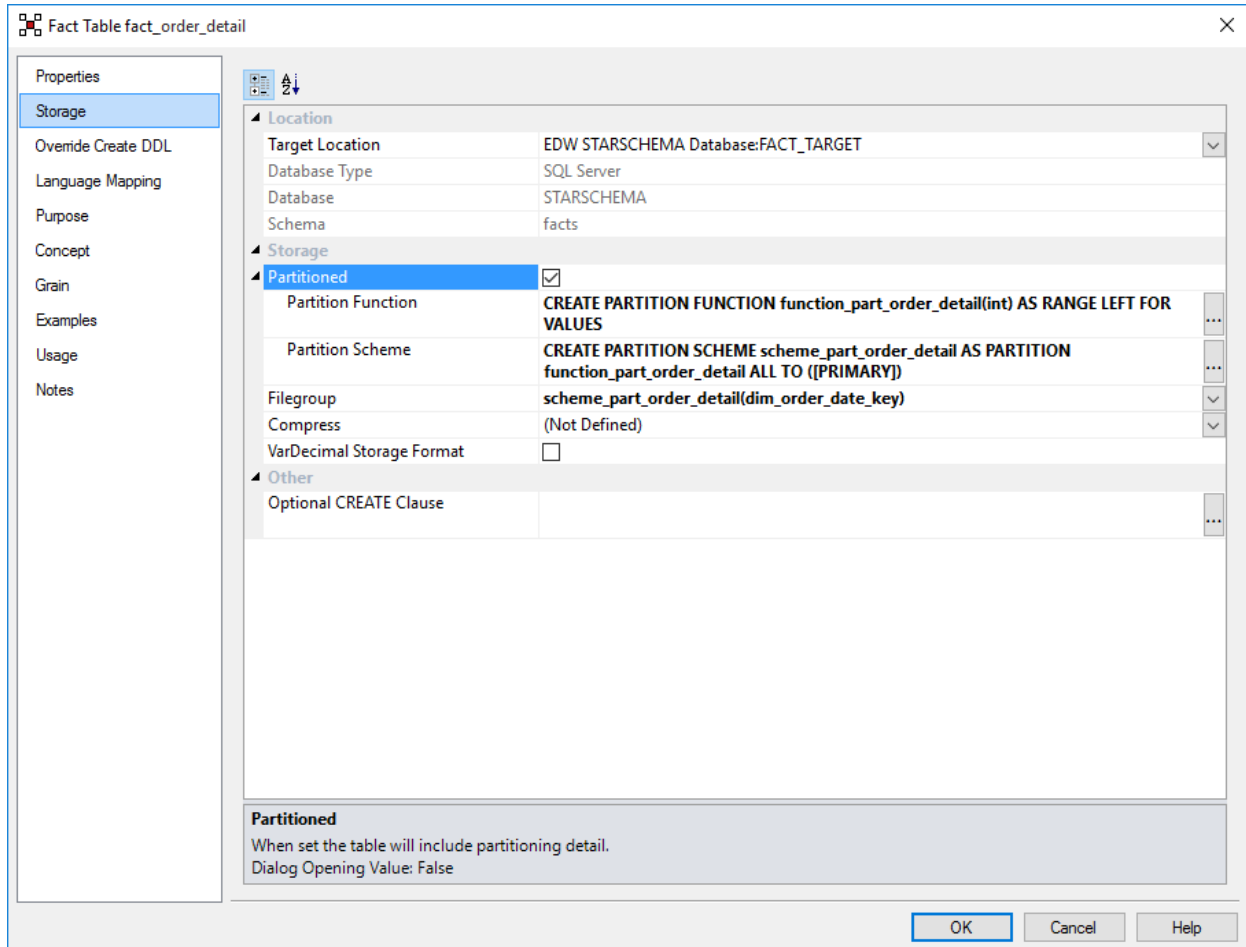 Fact Table fact_order_detail
Properties
Storage
Override Create DDL
Language Mapping
Purpose
Concept
Grain
Examples
Usage
Notes
Location
Target Location EDW STARSCHEMA Database:FACT_TARGET
Database Type SQL Server
Database STARSCHEMA
Schema facts
Storage
Partitioned
Partition Function CREATE PARTITION FUNCTION function_part_order_detail(int) AS RANGE LEFT FOR
VALUES
...
Partition Scheme CREATE PARTITION SCHEME scheme_part_order_detail AS PARTITION
function_part_order_detail ALL TO ([PRIMARY])
...
Filegroup scheme_part_order_detail(dim_order_date_key)
Compress (Not Defined)
VarDecimal Storage Format
Other
Optional CREATE Clause
...
Partitioned
When set the table will include partitioning detail.
Dialog Opening Value: False
OK Cancel Help